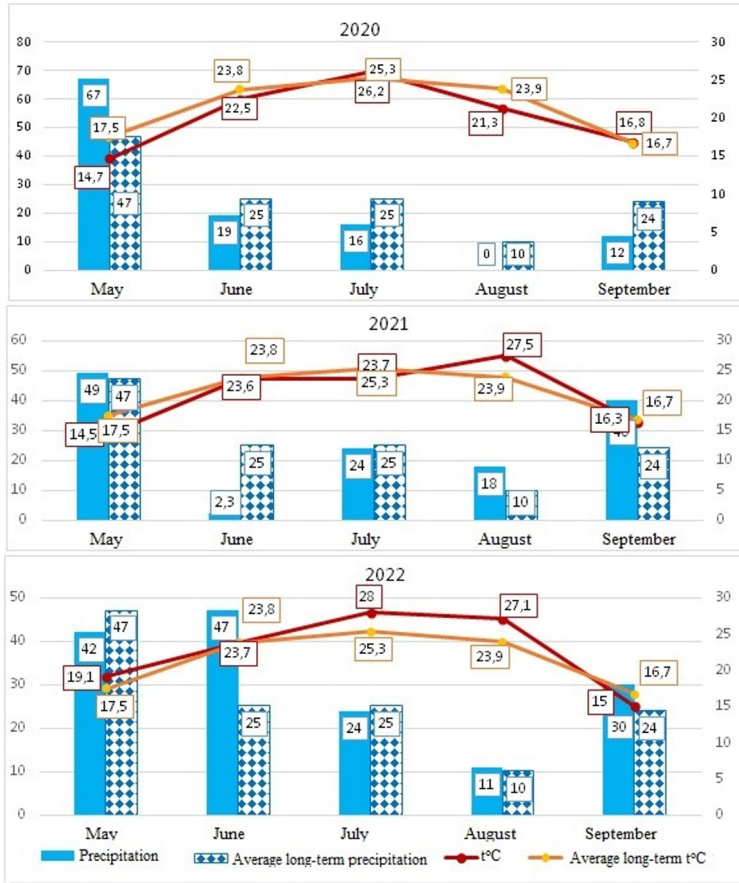 2020
80 30
70 25
60 20
50 15
40
30 10
20 5
10
0 0
67 23,8 25,3 23,9 16,8
17,5 22,5 26,2 21,3 16,7
14,7 47 19 25 16 25 0 10 12 24
May June July August September
2021
60 30
50 25
40 20
30 15
20 10
10 5
0 0
23,8 23,7 27,5
49 47 23,6 25,3 23,9 16,3 16,7
14,5 17,5 25 24 25 18 10 40 24
2,3
May June July August September
2022
50 30
40 25
30 20
20 15
10 10
0 5
0
42 47 47 23,8 28 27,1
19,1 17,5 23,7 25,3 23,9 15 16,7
25 24 25 11 10 30 24
May June July August September
Precipitation Average long-term precipitation t°C Average long-term t°C